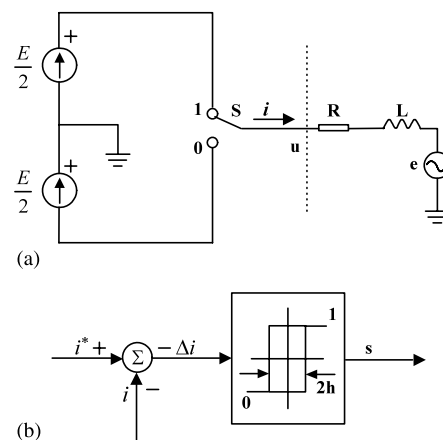 E/2
+
1
S
i
R
L
0
u
e
E/2
+
(a)
i* +
Σ
− Δi
i
−
1
0
2h
s
(b)